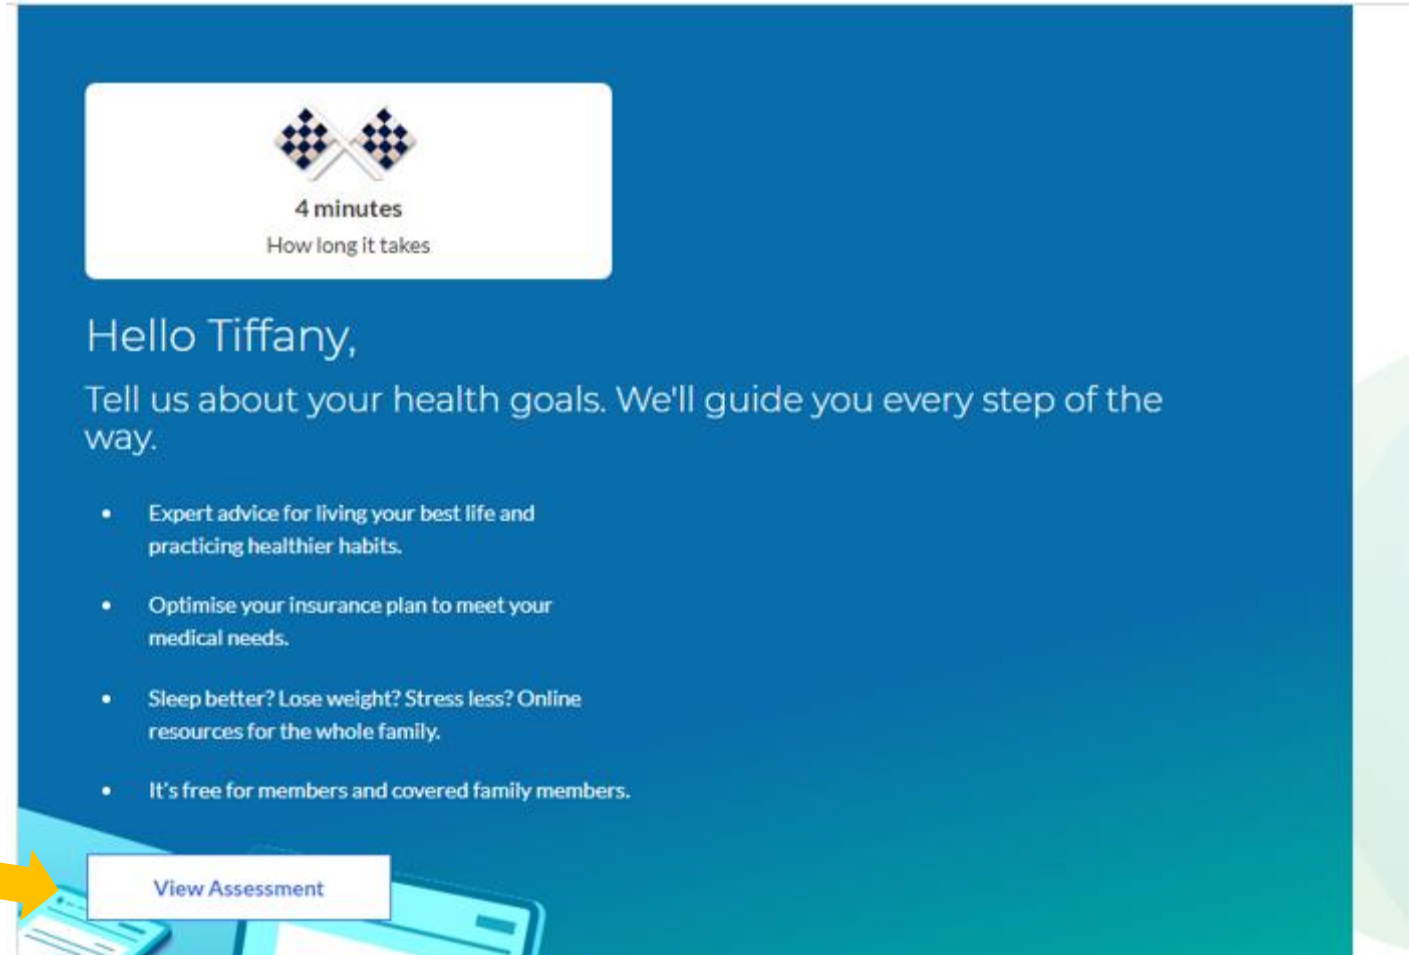 4 minutes
How long it takes
Hello Tiffany,
Tell us about your health goals. We'll guide you every step of the
way.
• Expert advice for living your best life and
practicing healthier habits.
• Optimise your insurance plan to meet your
medical needs.
• Sleep better? Lose weight? Stress less? Online
resources for the whole family.
• It's free for members and covered family members.
View Assessment